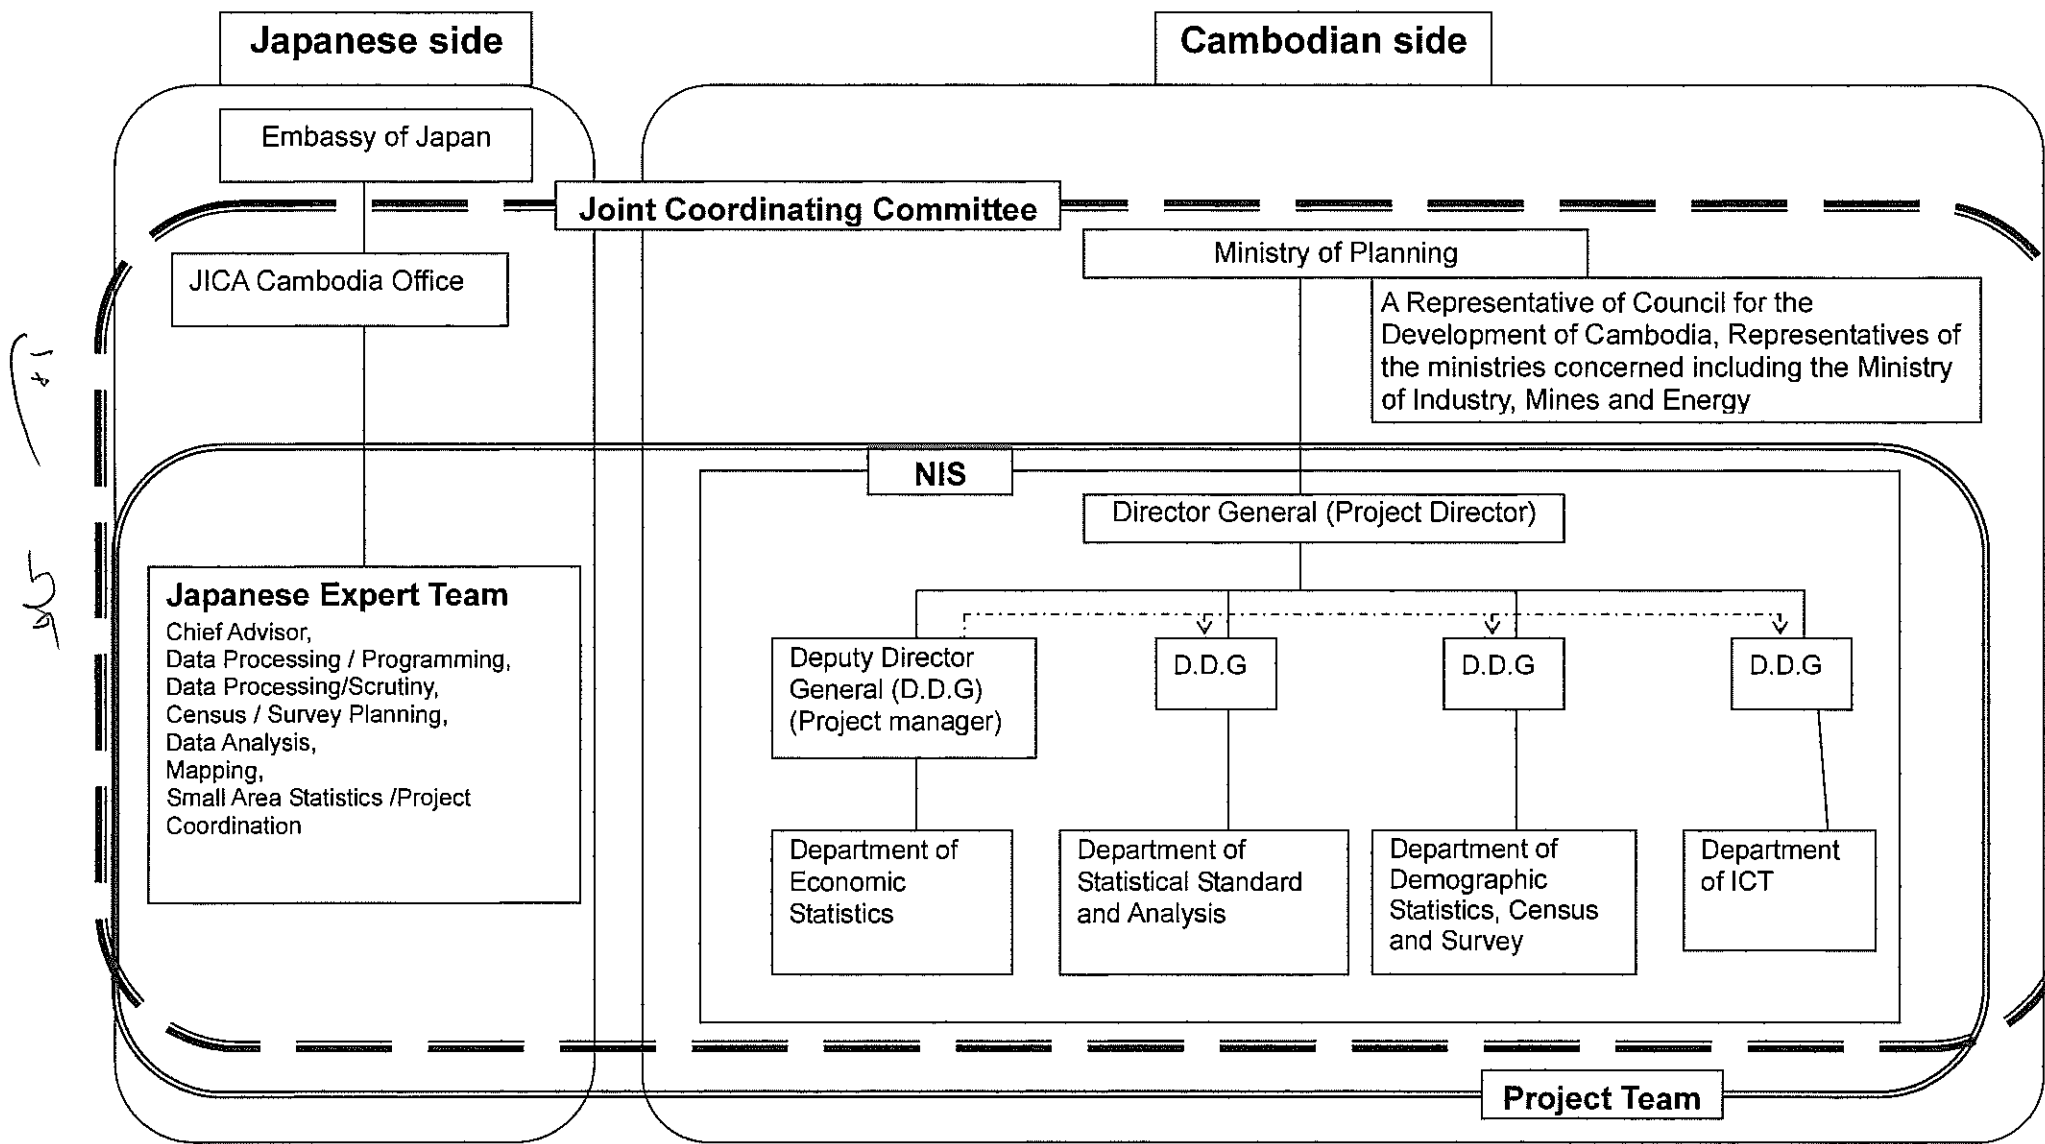 Japanese side
Cambodian side
Embassy of Japan
Joint Coordinating Committee
JICA Cambodia Office
Ministry of Planning
A Representative of Council for the
Development of Cambodia, Representatives of
the ministries concerned including the Ministry
of Industry, Mines and Energy
NIS
Director General (Project Director)
Japanese Expert Team
Chief Advisor,
Data Processing / Programming,
Data Processing/Scrutiny,
Census / Survey Planning,
Data Analysis,
Mapping,
Small Area Statistics /Project
Coordination
Deputy Director
General (D.D.G)
(Project manager)
D.D.G
D.D.G
D.D.G
Department of
Economic
Statistics
Department of
Statistical Standard
and Analysis
Department of
Demographic
Statistics, Census
and Survey
Department
of ICT
Project Team